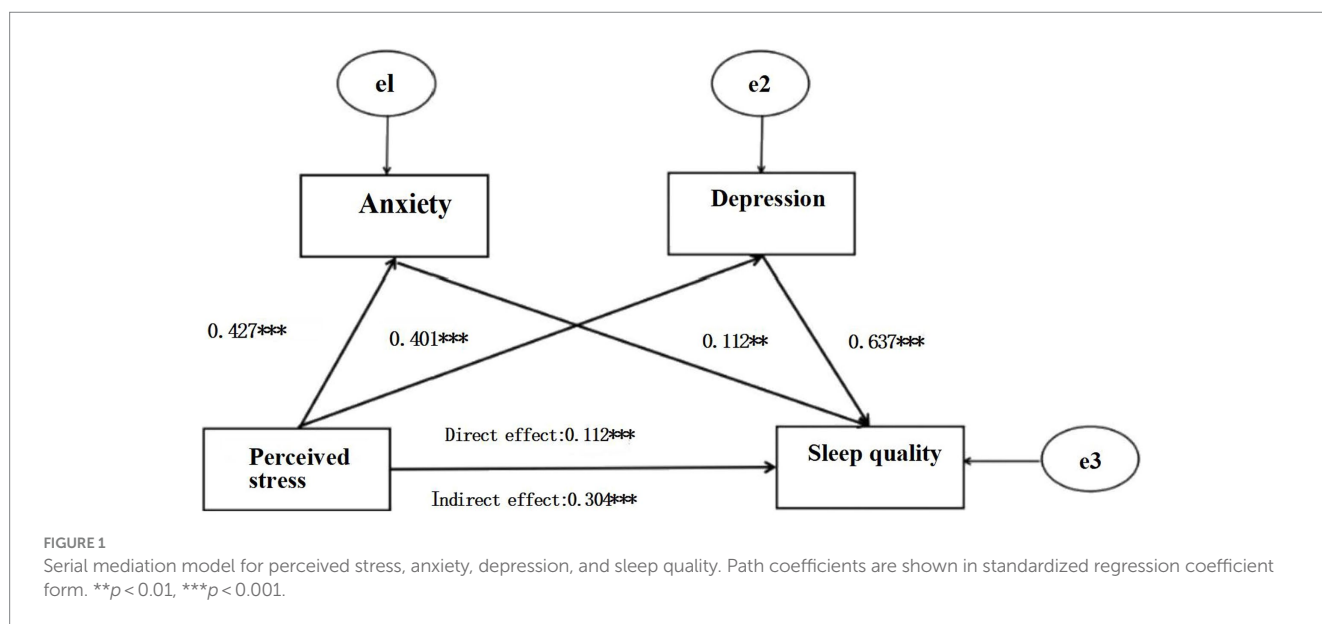 el
e2
Anxiety
Depression
0.427***
0.401***
0.112**
0.637***
Direct effect:0.112***
Perceived
stress
Sleep quality
e3
Indirect effect:0.304***
FIGURE 1
Serial mediation model for perceived stress, anxiety, depression, and sleep quality. Path coefficients are shown in standardized regression coefficient
form. **p < 0.01, ***p < 0.001.